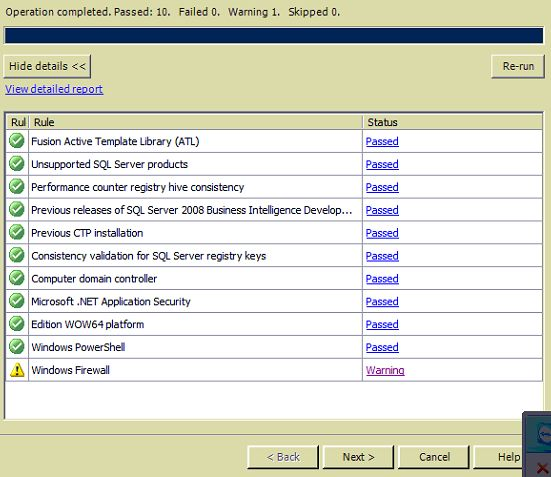 Operation completed. Passed: 10.  Failed 0.  Warning 1.  Skipped 0.
Hide details << Re-run
View detailed report
Rul Rule Status
Fusion Active Template Library (ATL) Passed
Unsupported SQL Server products Passed
Performance counter registry hive consistency Passed
Previous releases of SQL Server 2008 Business Intelligence Develop... Passed
Previous CTP installation Passed
Consistency validation for SQL Server registry keys Passed
Computer domain controller Passed
Microsoft .NET Application Security Passed
Edition WOW64 platform Passed
Windows PowerShell Passed
Windows Firewall Warning
< Back Next > Cancel Help